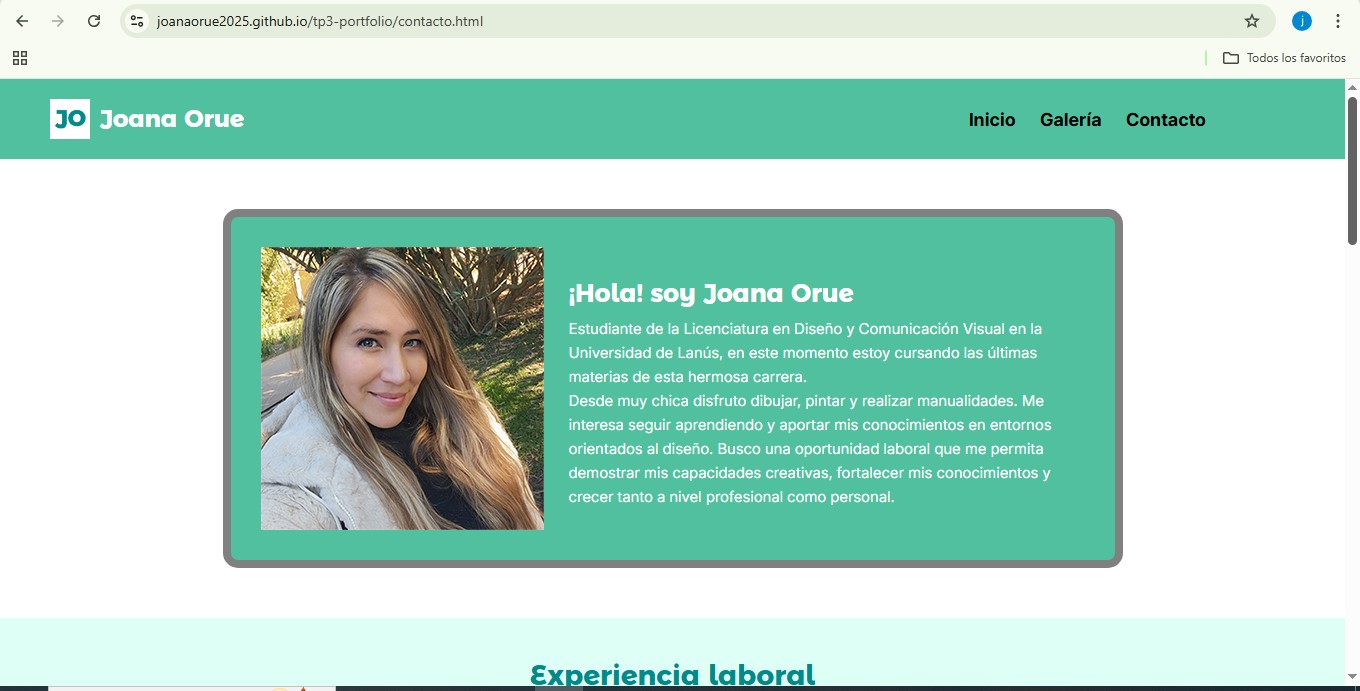 joanaorue2025.github.io/tp3-portfolio/contacto.html
j
Todos los favoritos
JO Joana Orue
Inicio Galería Contacto
¡Hola! soy Joana Orue
Estudiante de la Licenciatura en Diseño y Comunicación Visual en la
Universidad de Lanús, en este momento estoy cursando las últimas
materias de esta hermosa carrera.
Desde muy chica disfruto dibujar, pintar y realizar manualidades. Me
interesa seguir aprendiendo y aportar mis conocimientos en entornos
orientados al diseño. Busco una oportunidad laboral que me permita
demostrar mis capacidades creativas, fortalecer mis conocimientos y
crecer tanto a nivel profesional como personal.
Experiencia laboral